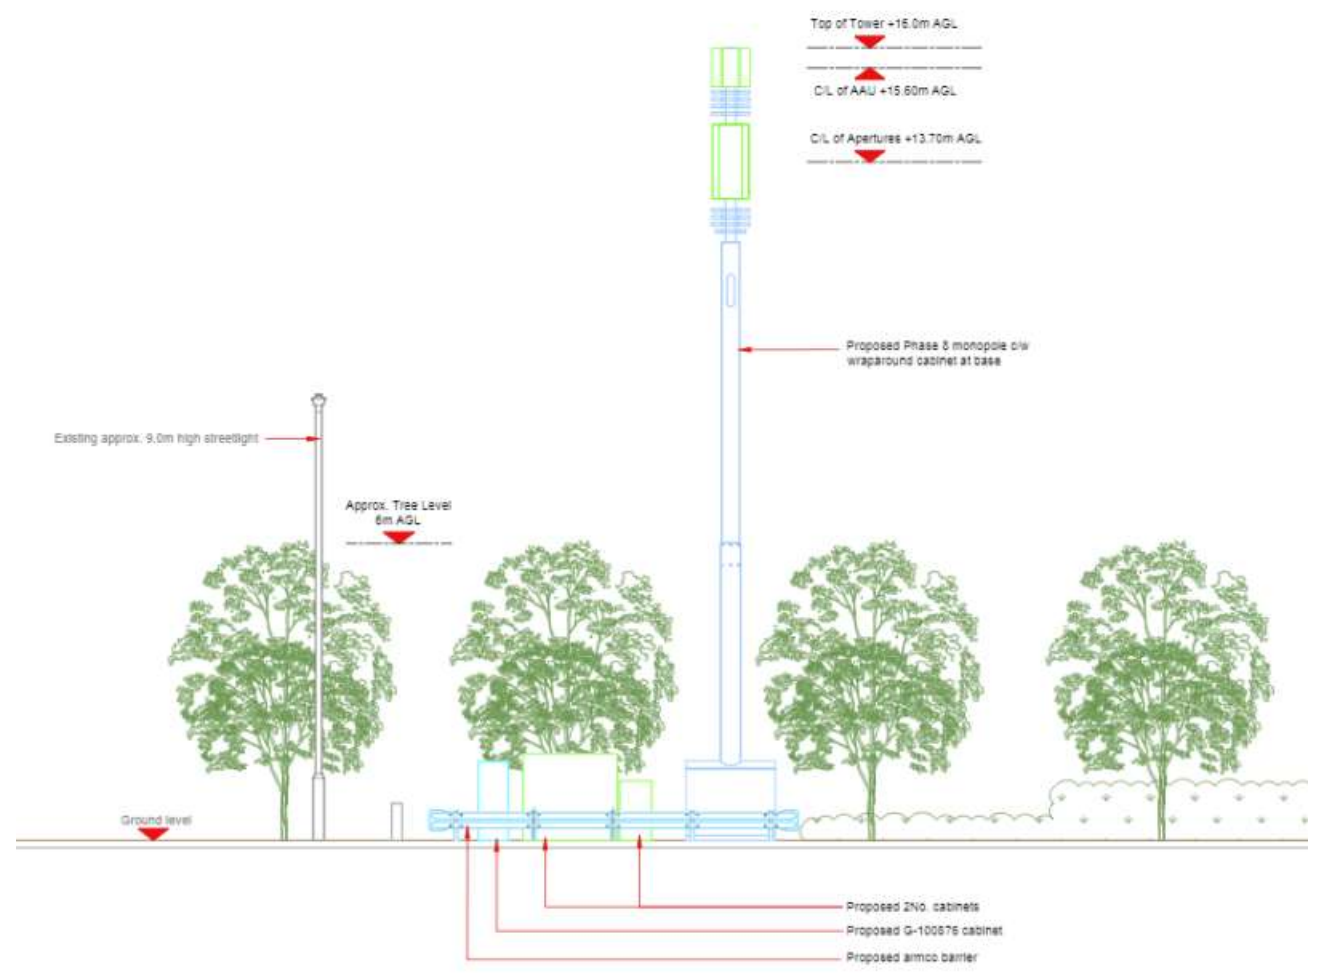 Top of Tower +16.0m AGL
C/L of AAU +15.60m AGL
C/L of Apertures +13.70m AGL
Proposed Phase 8 monopole c/w
wraparound cabinet at base
Existing approx. 9.0m high streetlight
Approx. Tree Level
6m AGL
Ground level
Proposed 2No. cabinets
Proposed G-100876 cabinet
Proposed armco barrier